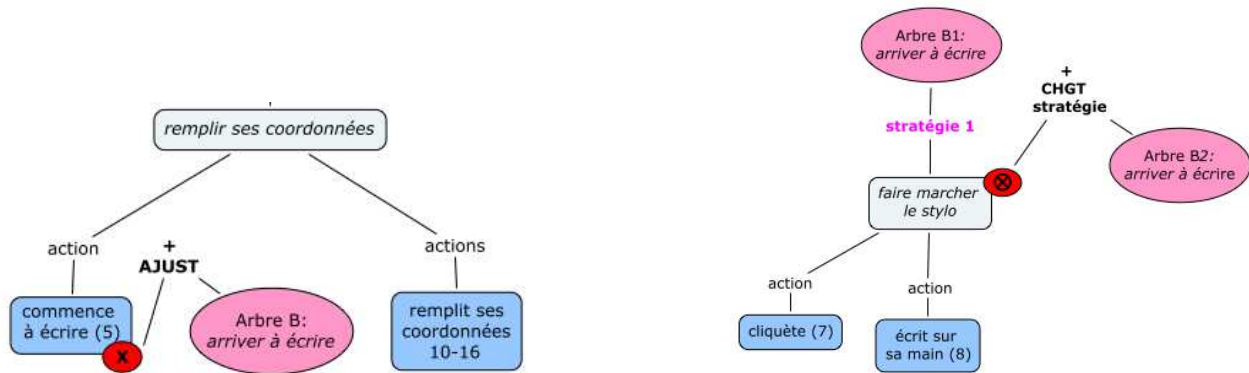 remplir ses coordonnées
action
+
AJUST
actions
commence
à écrire (5)
X
Arbre B:
arriver à écrire
remplit ses
coordonnées
10-16
Arbre B1:
arriver à écrire
+
CHGT
stratégie
stratégie 1
Arbre B2:
arriver à écrire
faire marcher
le stylo
action
action
cliquète (7)
écrit sur
sa main (8)